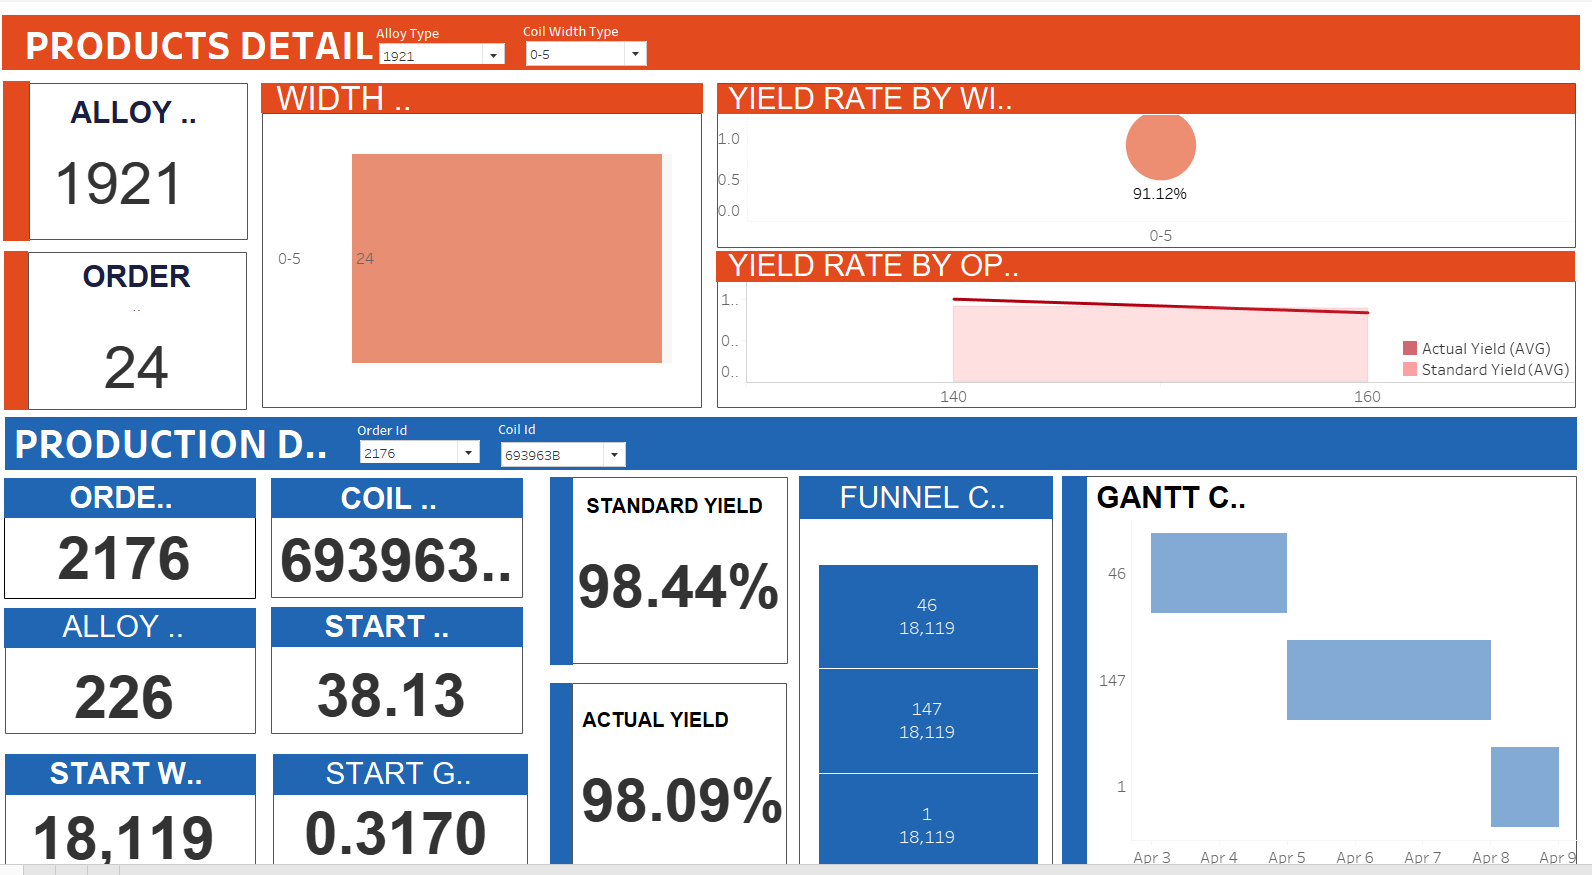 PRODUCTS DETAIL
Alloy Type
1921
Coil Width Type
0-5
ALLOY ..
1921
ORDER
..
24
WIDTH ..
0-5
24
YIELD RATE BY WI..
1.0
0.5
0.0
91.12%
0-5
YIELD RATE BY OP..
1..
0..
0..
140
160
Actual Yield (AVG)
Standard Yield (AVG)
PRODUCTION D..
Order Id
2176
Coil Id
693963B
ORDE..
2176
COIL ..
693963..
ALLOY ..
226
START ..
38.13
START W..
18,119
START G..
0.3170
STANDARD YIELD
98.44%
ACTUAL YIELD
98.09%
FUNNEL C..
46
18,119
147
18,119
1
18,119
GANTT C..
46
147
1
Apr 3 Apr 4 Apr 5 Apr 6 Apr 7 Apr 8 Apr 9